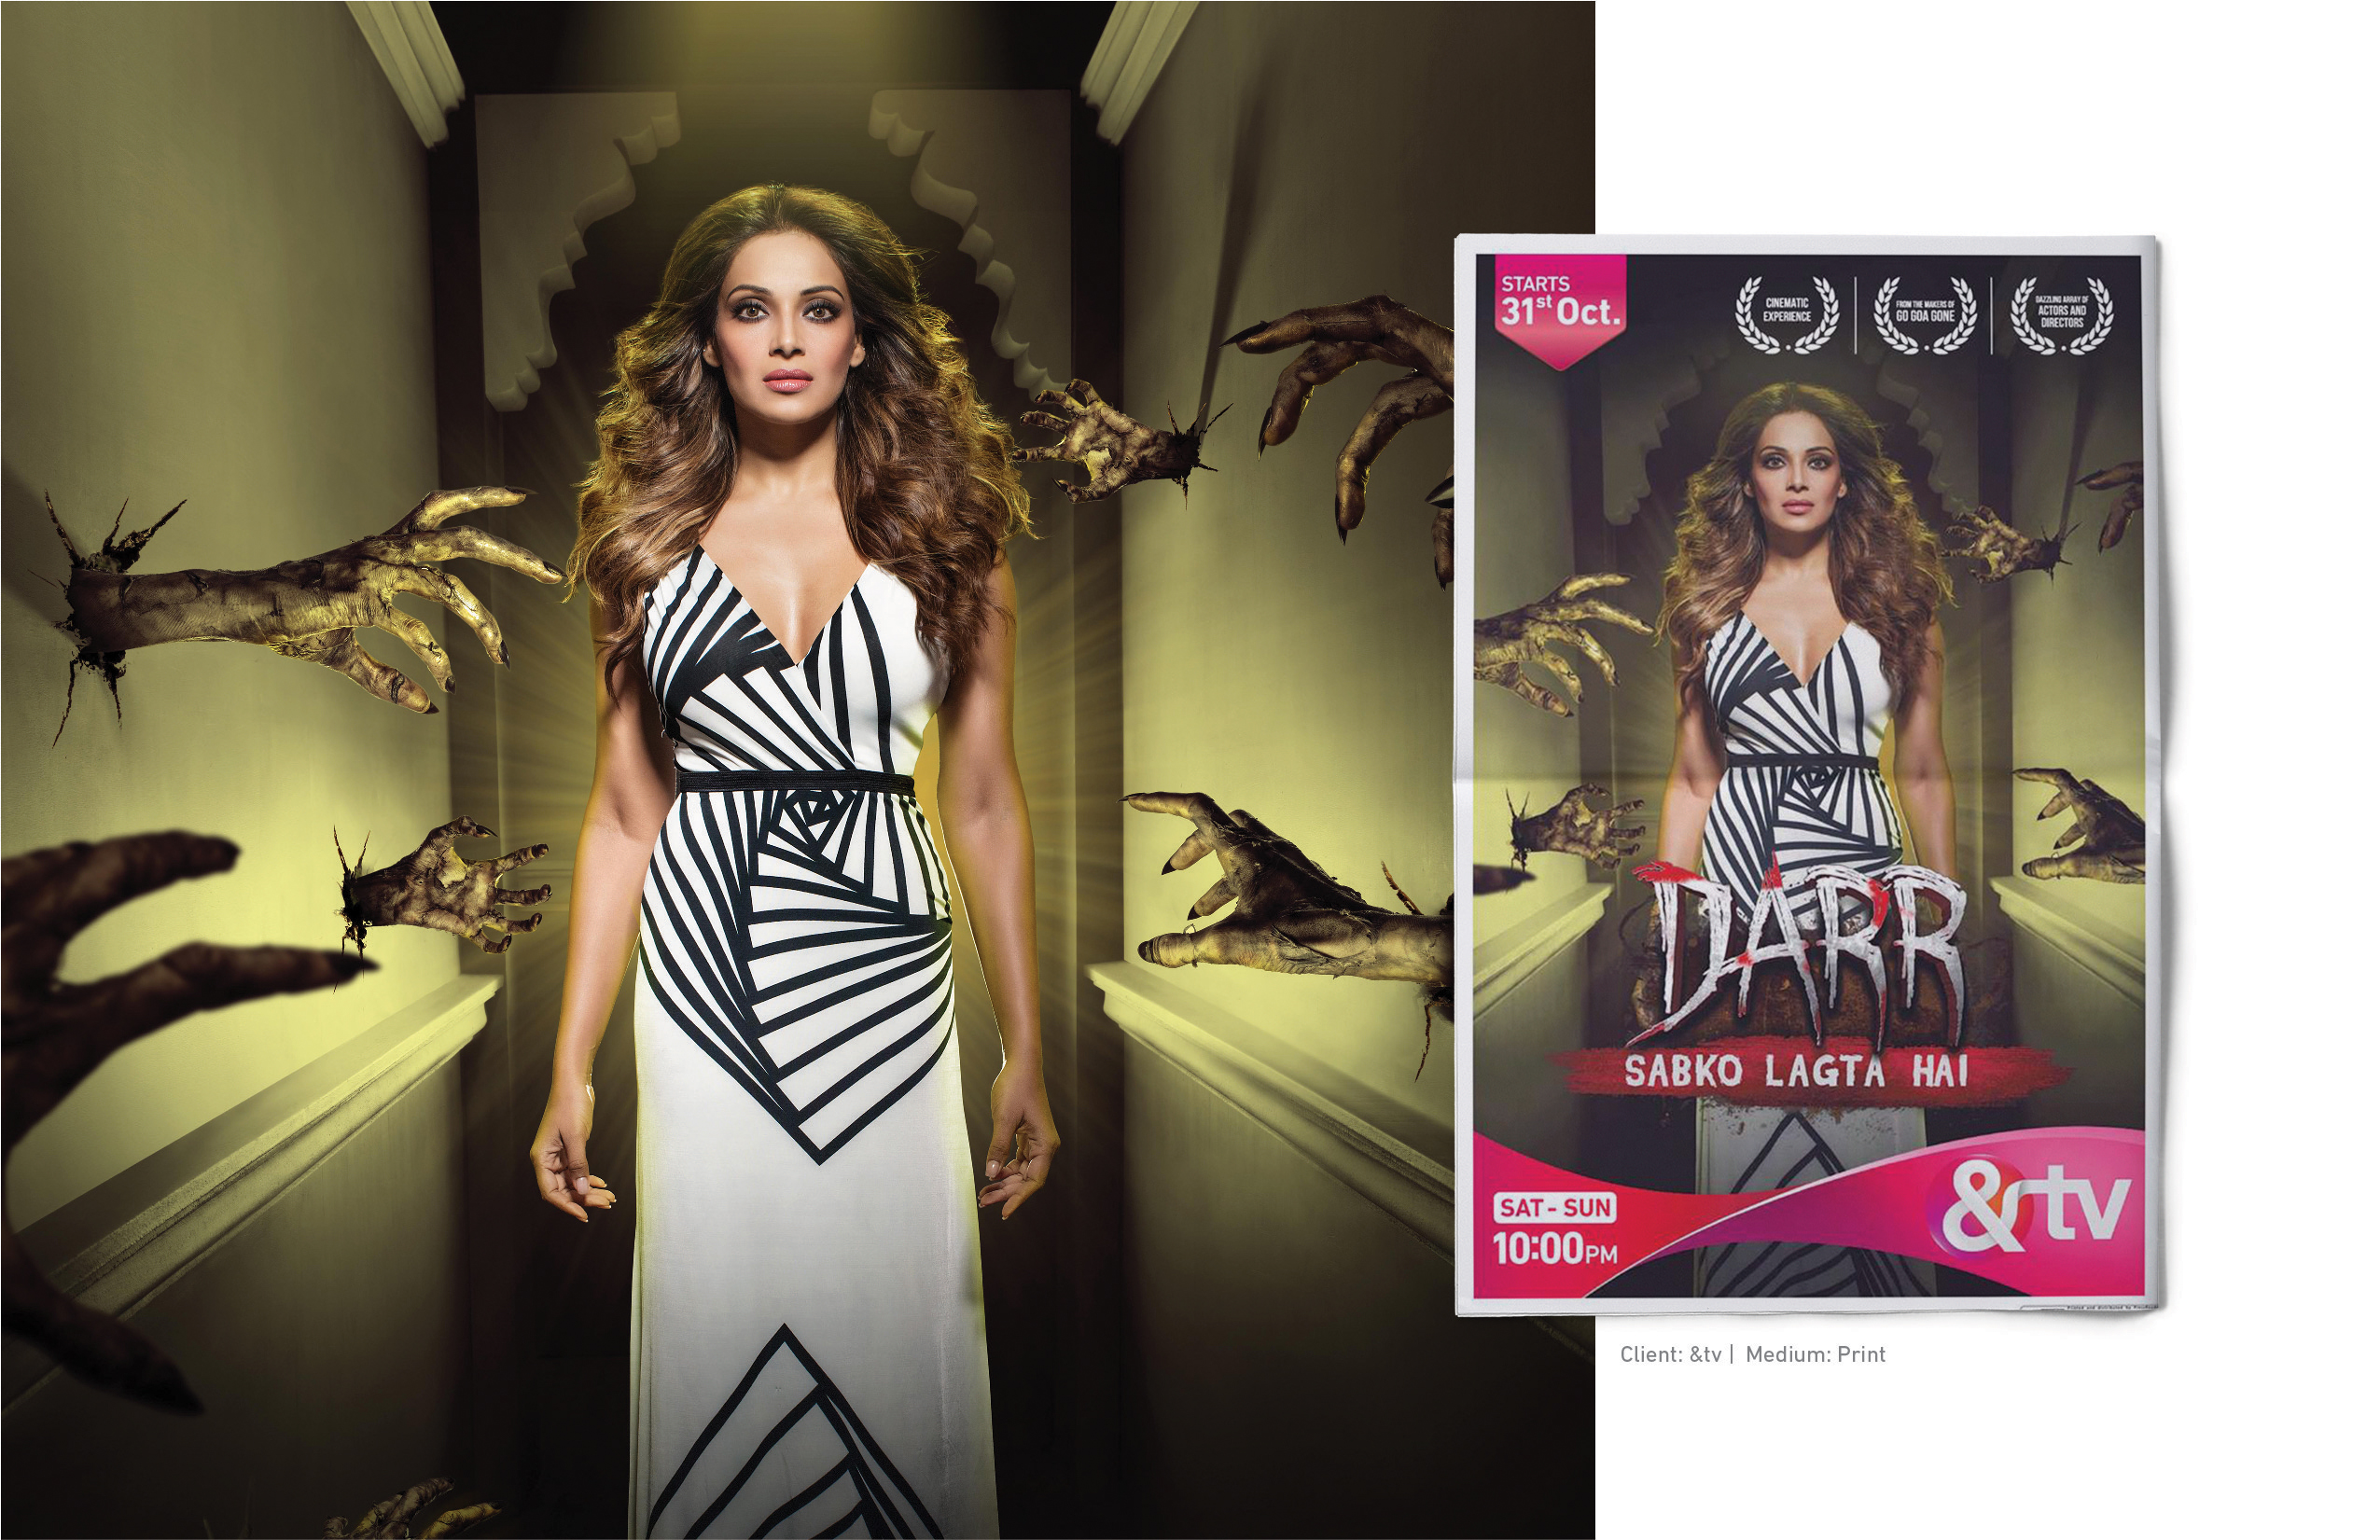 STARTS
31st Oct.
CINEMATIC
EXPERIENCE
FROM THE MAKERS OF
GO GOA GONE
DAZZLING ARRAY OF
ACTORS AND
DIRECTORS
DARR
SABKO LAGTA HAI
SAT - SUN
10:00PM
&tv
Client: &tv | Medium: Print